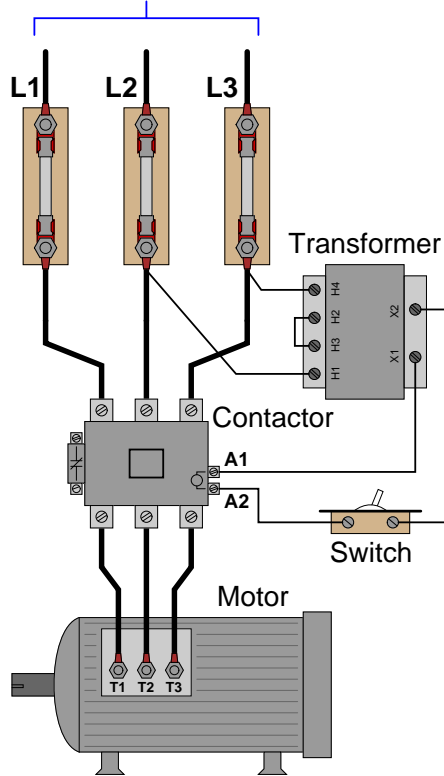 L1 L2 L3
Transformer
H4
H2
H3
H1
X2
X1
Contactor
A1
A2
Switch
Motor
T1 T2 T3